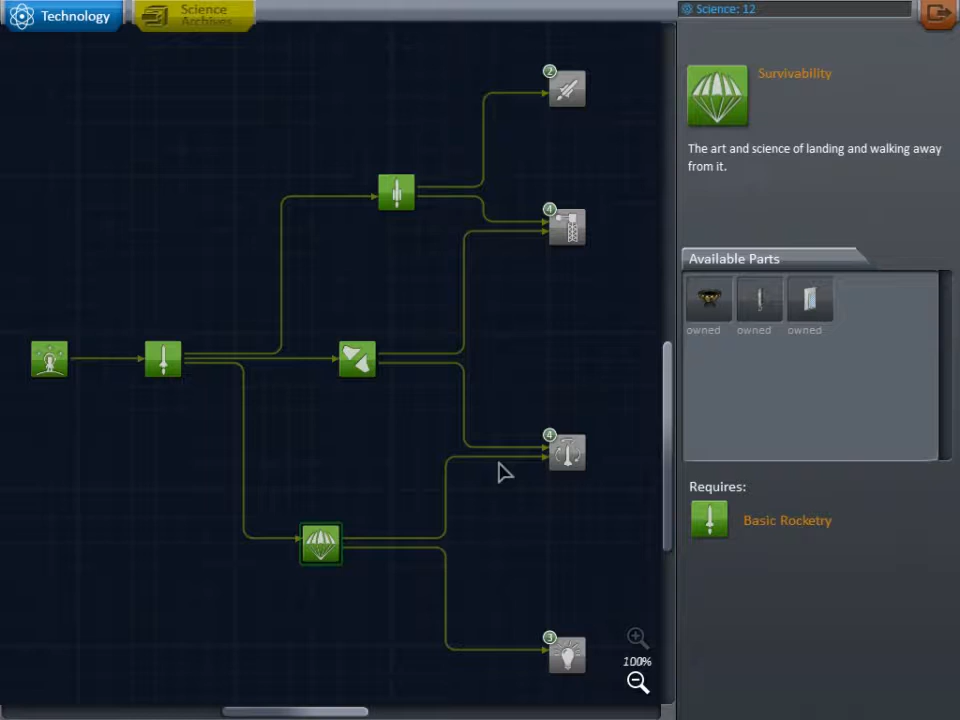 Technology
Science
Archives
Science: 12
2
Survivability
The art and science of landing and walking away
from it.
4
Available Parts
owned owned owned
4
Requires:
Basic Rocketry
3
100%